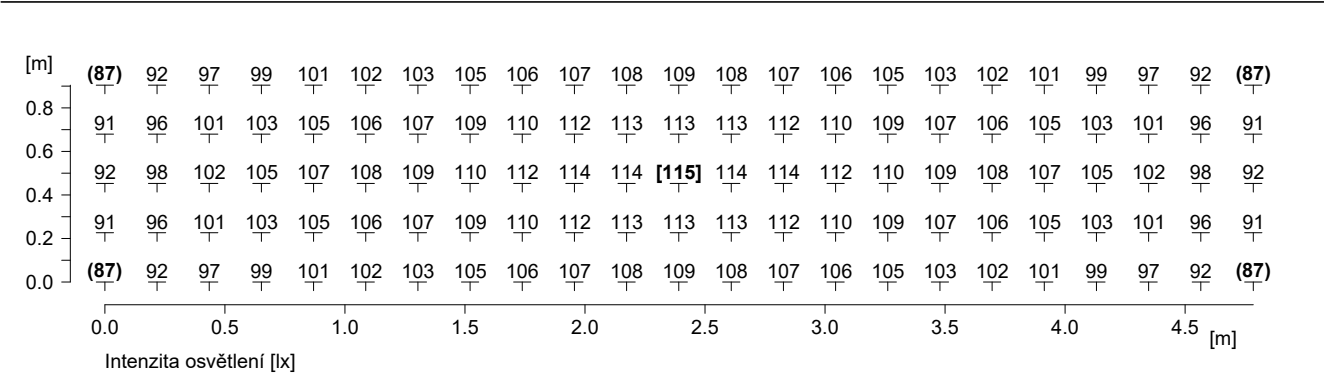 [m]
(87) 92 97 99 101 102 103 105 106 107 108 109 108 107 106 105 103 102 101 99 97 92 (87)
0.8
91 96 101 103 105 106 107 109 110 112 113 113 113 112 110 109 107 106 105 103 101 96 91
0.6
92 98 102 105 107 108 109 110 112 114 114 [115] 114 114 112 110 109 108 107 105 102 98 92
0.4
91 96 101 103 105 106 107 109 110 112 113 113 113 112 110 109 107 106 105 103 101 96 91
0.2
(87) 92 97 99 101 102 103 105 106 107 108 109 108 107 106 105 103 102 101 99 97 92 (87)
0.0
0.0 0.5 1.0 1.5 2.0 2.5 3.0 3.5 4.0 4.5 [m]
Intenzita osvětlení [lx]